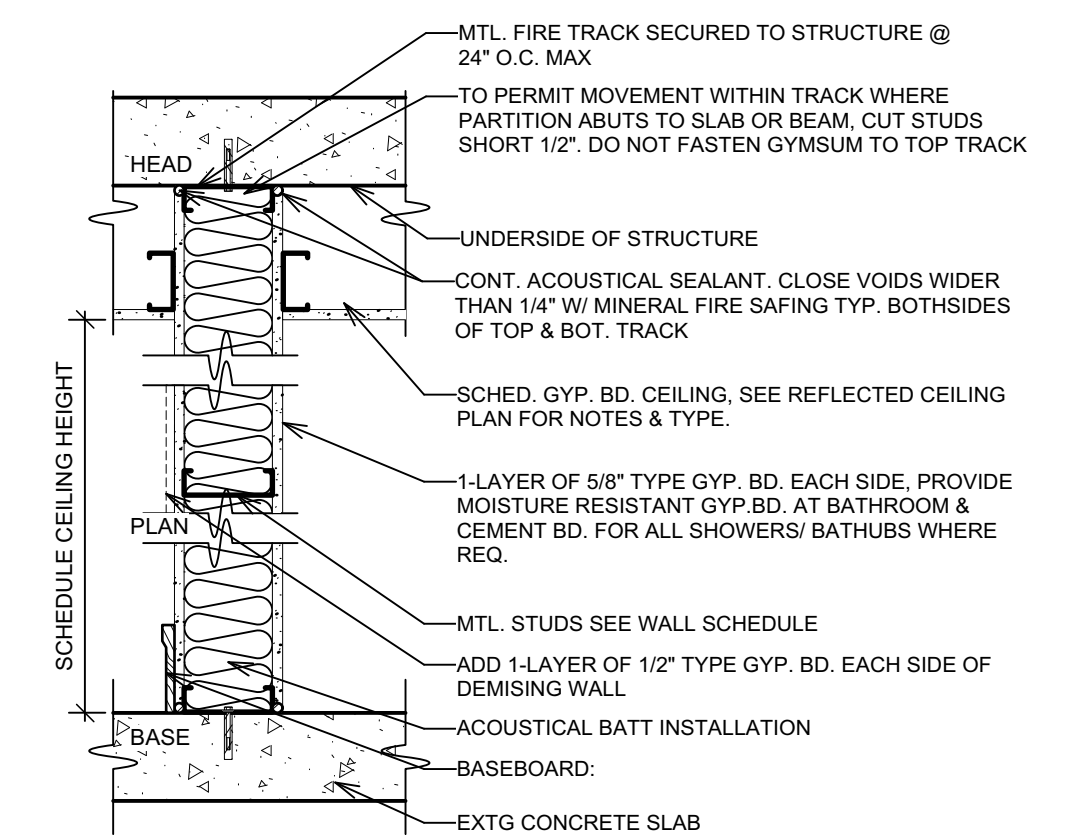 MTL. FIRE TRACK SECURED TO STRUCTURE @
24" O.C. MAX
TO PERMIT MOVEMENT WITHIN TRACK WHERE
PARTITION ABUTS TO SLAB OR BEAM, CUT STUDS
SHORT 1/2". DO NOT FASTEN GYMSUM TO TOP TRACK
HEAD
UNDERSIDE OF STRUCTURE
CONT. ACOUSTICAL SEALANT. CLOSE VOIDS WIDER
THAN 1/4" W/ MINERAL FIRE SAFING TYP. BOTHSIDES
OF TOP & BOT. TRACK
SCHED. GYP. BD. CEILING, SEE REFLECTED CEILING
PLAN FOR NOTES & TYPE.
SCHEDULE CEILING HEIGHT
1-LAYER OF 5/8" TYPE GYP. BD. EACH SIDE, PROVIDE
MOISTURE RESISTANT GYP.BD. AT BATHROOM &
CEMENT BD. FOR ALL SHOWERS/ BATHUBS WHERE
REQ.
PLAN
MTL. STUDS SEE WALL SCHEDULE
ADD 1-LAYER OF 1/2" TYPE GYP. BD. EACH SIDE OF
DEMISING WALL
ACOUSTICAL BATT INSTALLATION
BASE
BASEBOARD:
EXTG CONCRETE SLAB